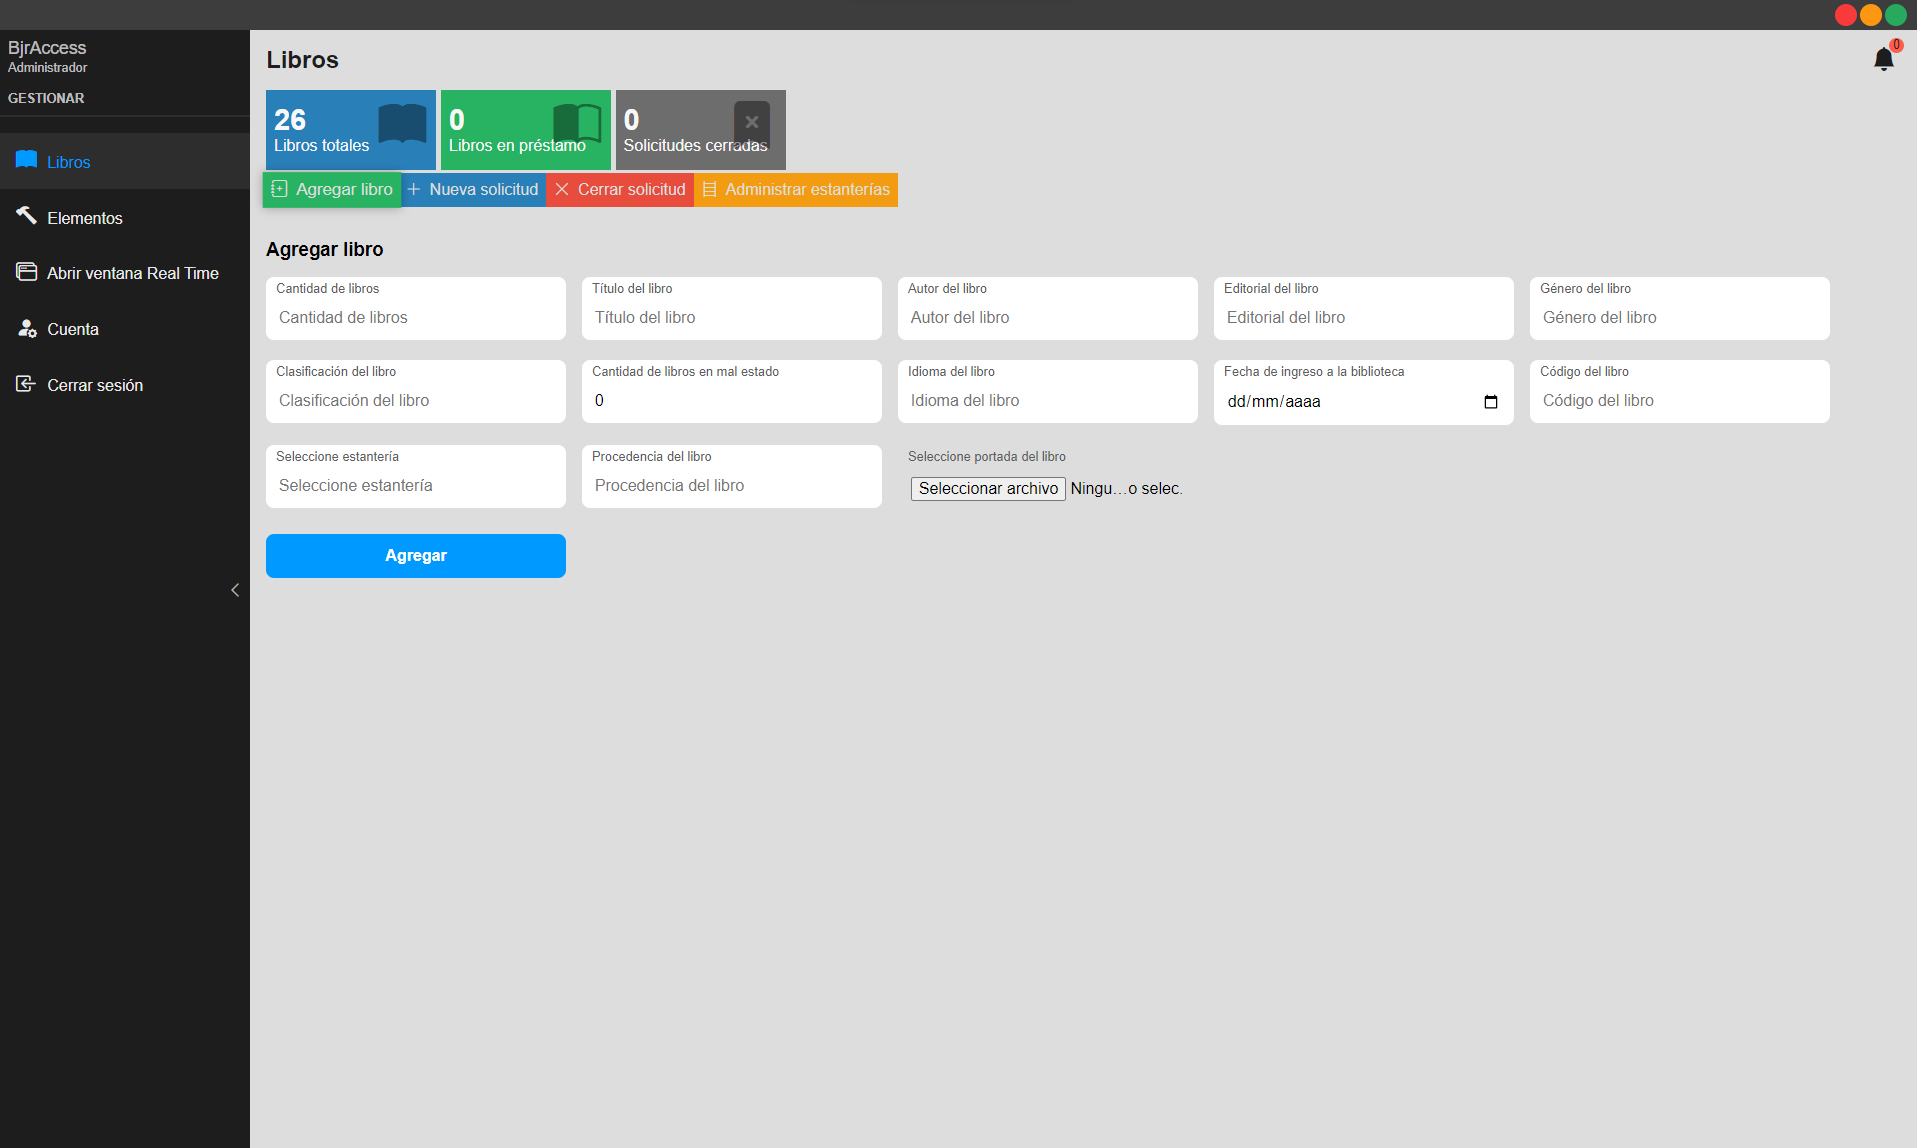 BjrAccess
Administrador
GESTIONAR
Libros
Elementos
Abrir ventana Real Time
Cuenta
Cerrar sesión
Libros
0
26
Libros totales
0
Libros en préstamo
0
Solicitudes cerradas
Agregar libro
Nueva solicitud
Cerrar solicitud
Administrar estanterías
Agregar libro
Cantidad de libros
Cantidad de libros
Título del libro
Título del libro
Autor del libro
Autor del libro
Editorial del libro
Editorial del libro
Género del libro
Género del libro
Clasificación del libro
Clasificación del libro
Cantidad de libros en mal estado
0
Idioma del libro
Idioma del libro
Fecha de ingreso a la biblioteca
dd/mm/aaaa
Código del libro
Código del libro
Seleccione estantería
Seleccione estantería
Procedencia del libro
Procedencia del libro
Seleccione portada del libro
Seleccionar archivo Ningu…o selec.
Agregar